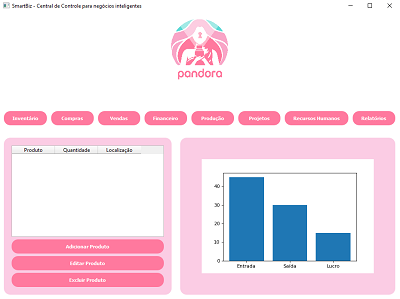 SmartBiz - Central de Controle para negócios inteligentes
pandora
Inventário Compras Vendas Financeiro Produção Projetos Recursos Humanos Relatórios
Produto Quantidade Localização
Adicionar Produto
Editar Produto
Excluir Produto
40
30
20
10
0
Entrada Saída Lucro